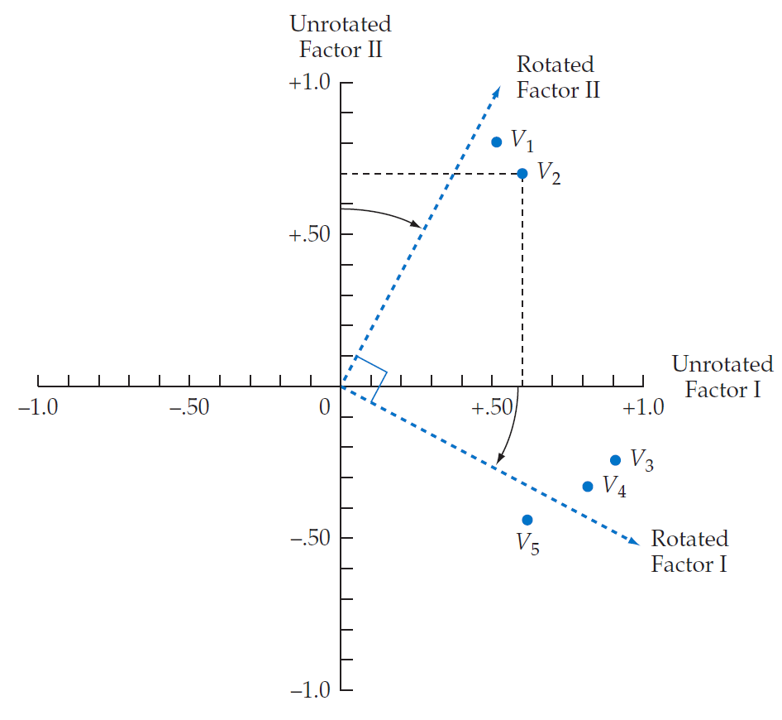 Unrotated
Factor II
+1.0
Rotated
Factor II
V₁
V₂
+.50
Unrotated
Factor I
–1.0
–.50
0
+.50
+1.0
V₃
V₄
V₅
–.50
Rotated
Factor I
–1.0